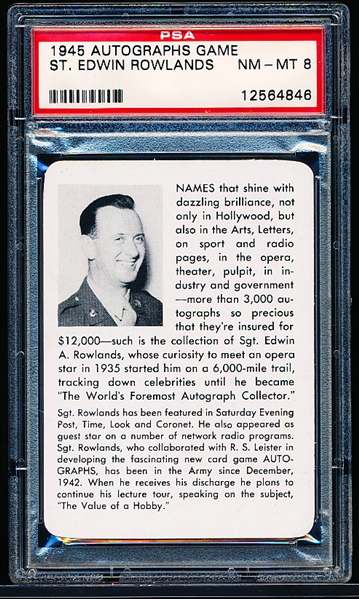 PSA
1945 AUTOGRAPHS GAME
ST. EDWIN ROWLANDS NM – MT 8
12564846
NAMES that shine with
dazzling brilliance, not
only in Hollywood, but
also in the Arts, Letters,
on sport and radio
pages, in the opera,
theater, pulpit, in in-
dustry and government
—more than 3,000 au-
tographs so precious
that they're insured for
$12,000—such is the collection of Sgt. Edwin
A. Rowlands, whose curiosity to meet an opera
star in 1935 started him on a 6,000-mile trail,
tracking down celebrities until he became
"The World's Foremost Autograph Collector."
Sgt. Rowlands has been featured in Saturday Evening
Post, Time, Look and Coronet. He also appeared as
guest star on a number of network radio programs.
Sgt. Rowlands, who collaborated with R. S. Leister in
developing the fascinating new card game AUTO-
GRAPHS, has been in the Army since December,
1942. When he receives his discharge he plans to
continue his lecture tour, speaking on the subject,
"The Value of a Hobby."